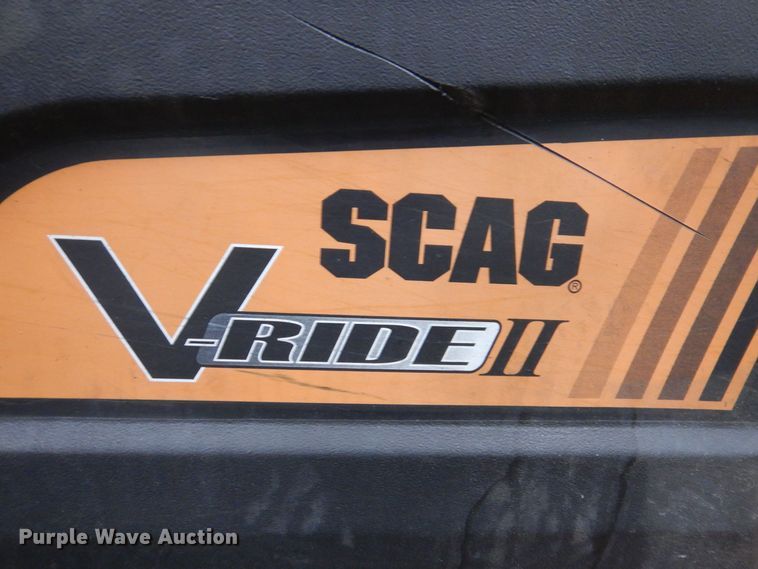 SCAG®
V-RIDE II
Purple Wave Auction®